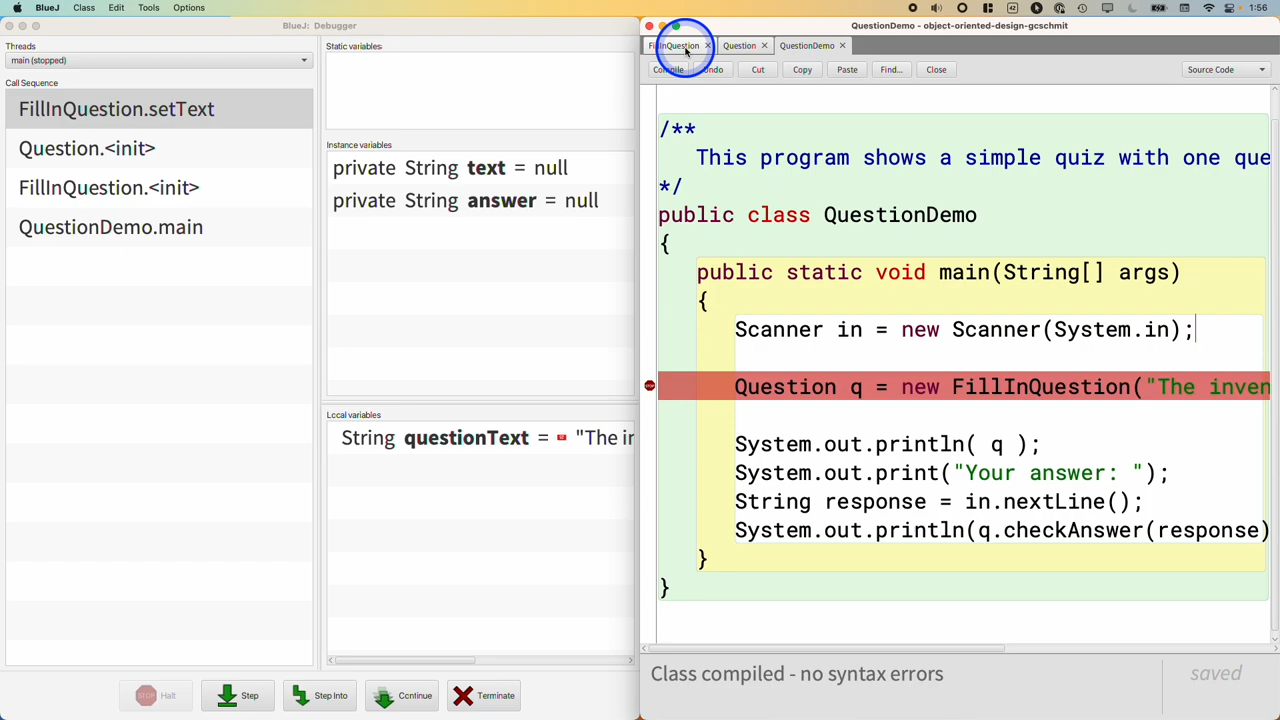 BlueJ Class Edit Tools Options
42
1:56
BlueJ: Debugger
Threads
main (stopped)
Call Sequence
FillInQuestion.setText
Question.<init>
FillInQuestion.<init>
QuestionDemo.main
Static variables
Instance variables
private String text = null
private String answer = null
Local variables
String questionText = "The in
Halt
Step
Step Into
Continue
Terminate
QuestionDemo - object-oriented-design-gcschmit
FillInQuestion Question QuestionDemo
Compile Undo Cut Copy Paste Find... Close Source Code
/**
This program shows a simple quiz with one que
*/
public class QuestionDemo
{
public static void main(String[] args)
{
Scanner in = new Scanner(System.in);
Question q = new FillInQuestion("The inven
System.out.println( q );
System.out.print("Your answer: ");
String response = in.nextLine();
System.out.println(q.checkAnswer(response)
}
}
Class compiled - no syntax errors
saved